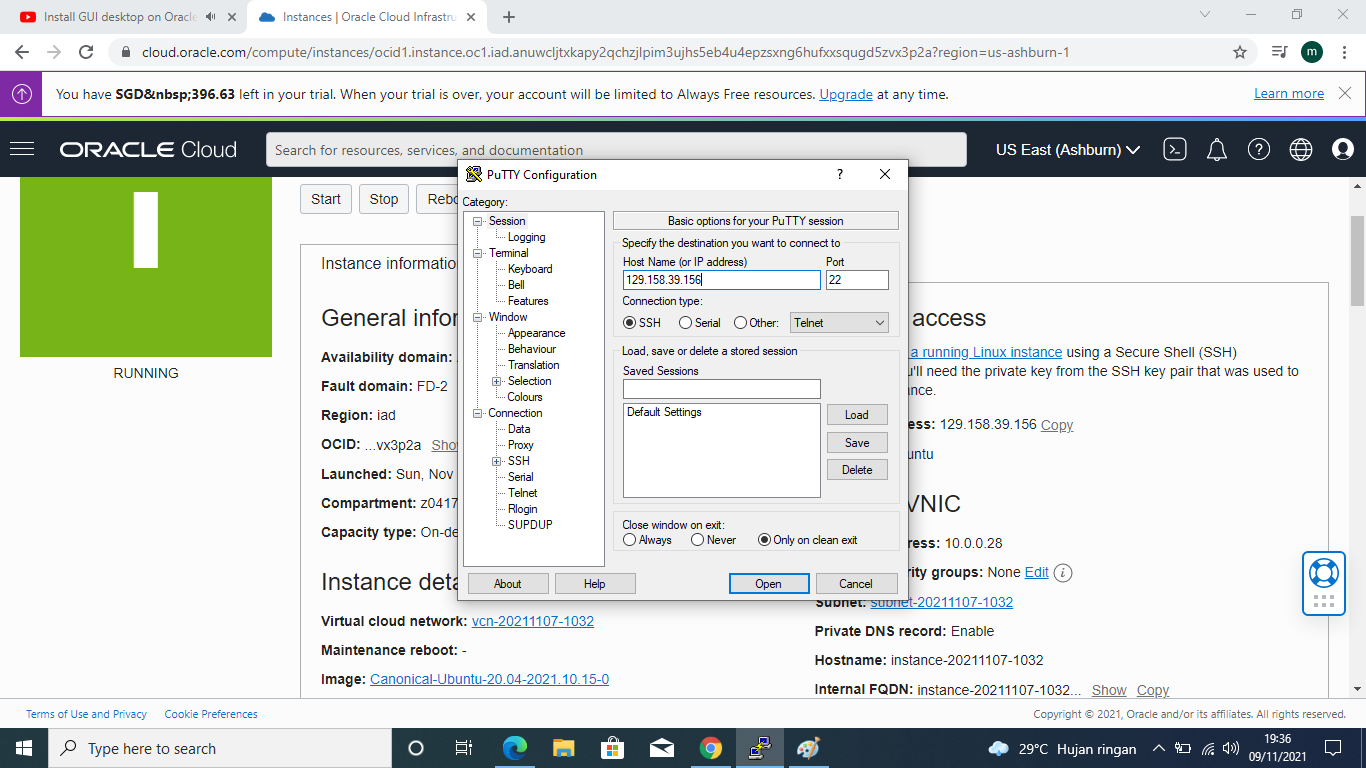 Install GUI desktop on Oracle
Instances | Oracle Cloud Infrastru
PuTTY
cloud.oracle.com/compute/instances/ocid1.instance.oc1.iad.anuwcljtxkapy2qchzjlpim3ujhs5eb4u4epzsxng6hufxxsqugd5zvx3p2a?region=us-ashburn-1
m
You have SGD&nbsp;396.63 left in your trial. When your trial is over, your account will be limited to Always Free resources. Upgrade at any time.
Learn more
ORACLE Cloud
Search for resources, services, and documentation
US East (Ashburn)
RUNNING
Start
Stop
Rebo
Instance information
General infor
Availability domain:
Fault domain: FD-2
Region: iad
OCID: ...vx3p2a Sho
Launched: Sun, Nov
Compartment: z0417
Capacity type: On-de
Instance deta
Virtual cloud network: vcn-20211107-1032
Maintenance reboot: -
Image: Canonical-Ubuntu-20.04-2021.10.15-0
PuTTY Configuration
?
Category:
Session
Logging
Terminal
Keyboard
Bell
Features
Window
Appearance
Behaviour
Translation
Selection
Colours
Connection
Data
Proxy
SSH
Serial
Telnet
Rlogin
SUPDUP
Basic options for your PuTTY session
Specify the destination you want to connect to
Host Name (or IP address)
Port
129.158.39.156
22
Connection type:
SSH
Serial
Other:
Telnet
Load, save or delete a stored session
Saved Sessions
Default Settings
Load
Save
Delete
Close window on exit:
Always
Never
Only on clean exit
About
Help
Open
Cancel
access
a running Linux instance using a Secure Shell (SSH)
u'll need the private key from the SSH key pair that was used to
nce.
ess: 129.158.39.156 Copy
untu
VNIC
ress: 10.0.0.28
rity groups: None Edit
Subnet: subnet-20211107-1032
Private DNS record: Enable
Hostname: instance-20211107-1032
Internal FQDN: instance-20211107-1032... Show Copy
Terms of Use and Privacy
Cookie Preferences
Copyright © 2021, Oracle and/or its affiliates. All rights reserved.
Type here to search
29°C Hujan ringan
19:36
09/11/2021